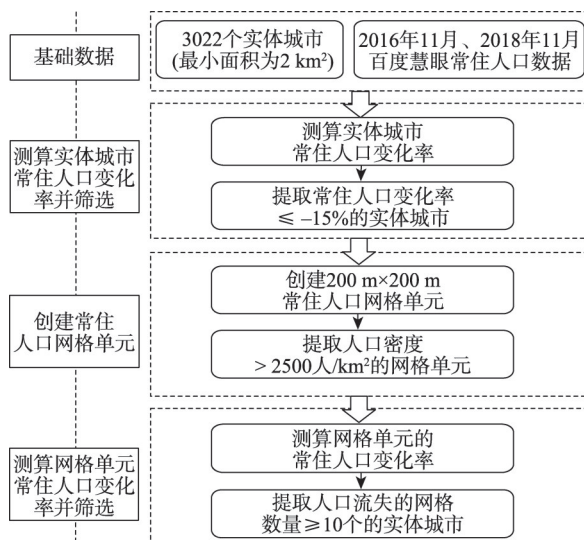 基础数据
3022个实体城市
(最小面积为2 km²)
2016年11月、2018年11月
百度慧眼常住人口数据
测算实体城市
常住人口变化
率并筛选
测算实体城市
常住人口变化率
提取常住人口变化率
≤ –15%的实体城市
创建常住
人口网格单元
创建200 m×200 m
常住人口网格单元
提取人口密度
> 2500人/km²的网格单元
测算网格单元
常住人口变化
率并筛选
测算网格单元的
常住人口变化率
提取人口流失的网格
数量≥10个的实体城市